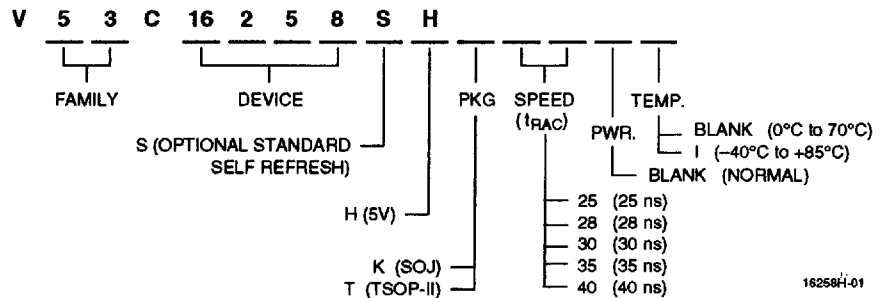 V 5 3 C 16 2 5 8 S H
FAMILY DEVICE PKG SPEED TEMP.
(tRAC) PWR.
S (OPTIONAL STANDARD
SELF REFRESH)
BLANK (0°C to 70°C)
I (–40°C to +85°C)
BLANK (NORMAL)
H (5V)
25 (25 ns)
28 (28 ns)
30 (30 ns)
35 (35 ns)
40 (40 ns)
K (SOJ)
T (TSOP-II)
16258H-01